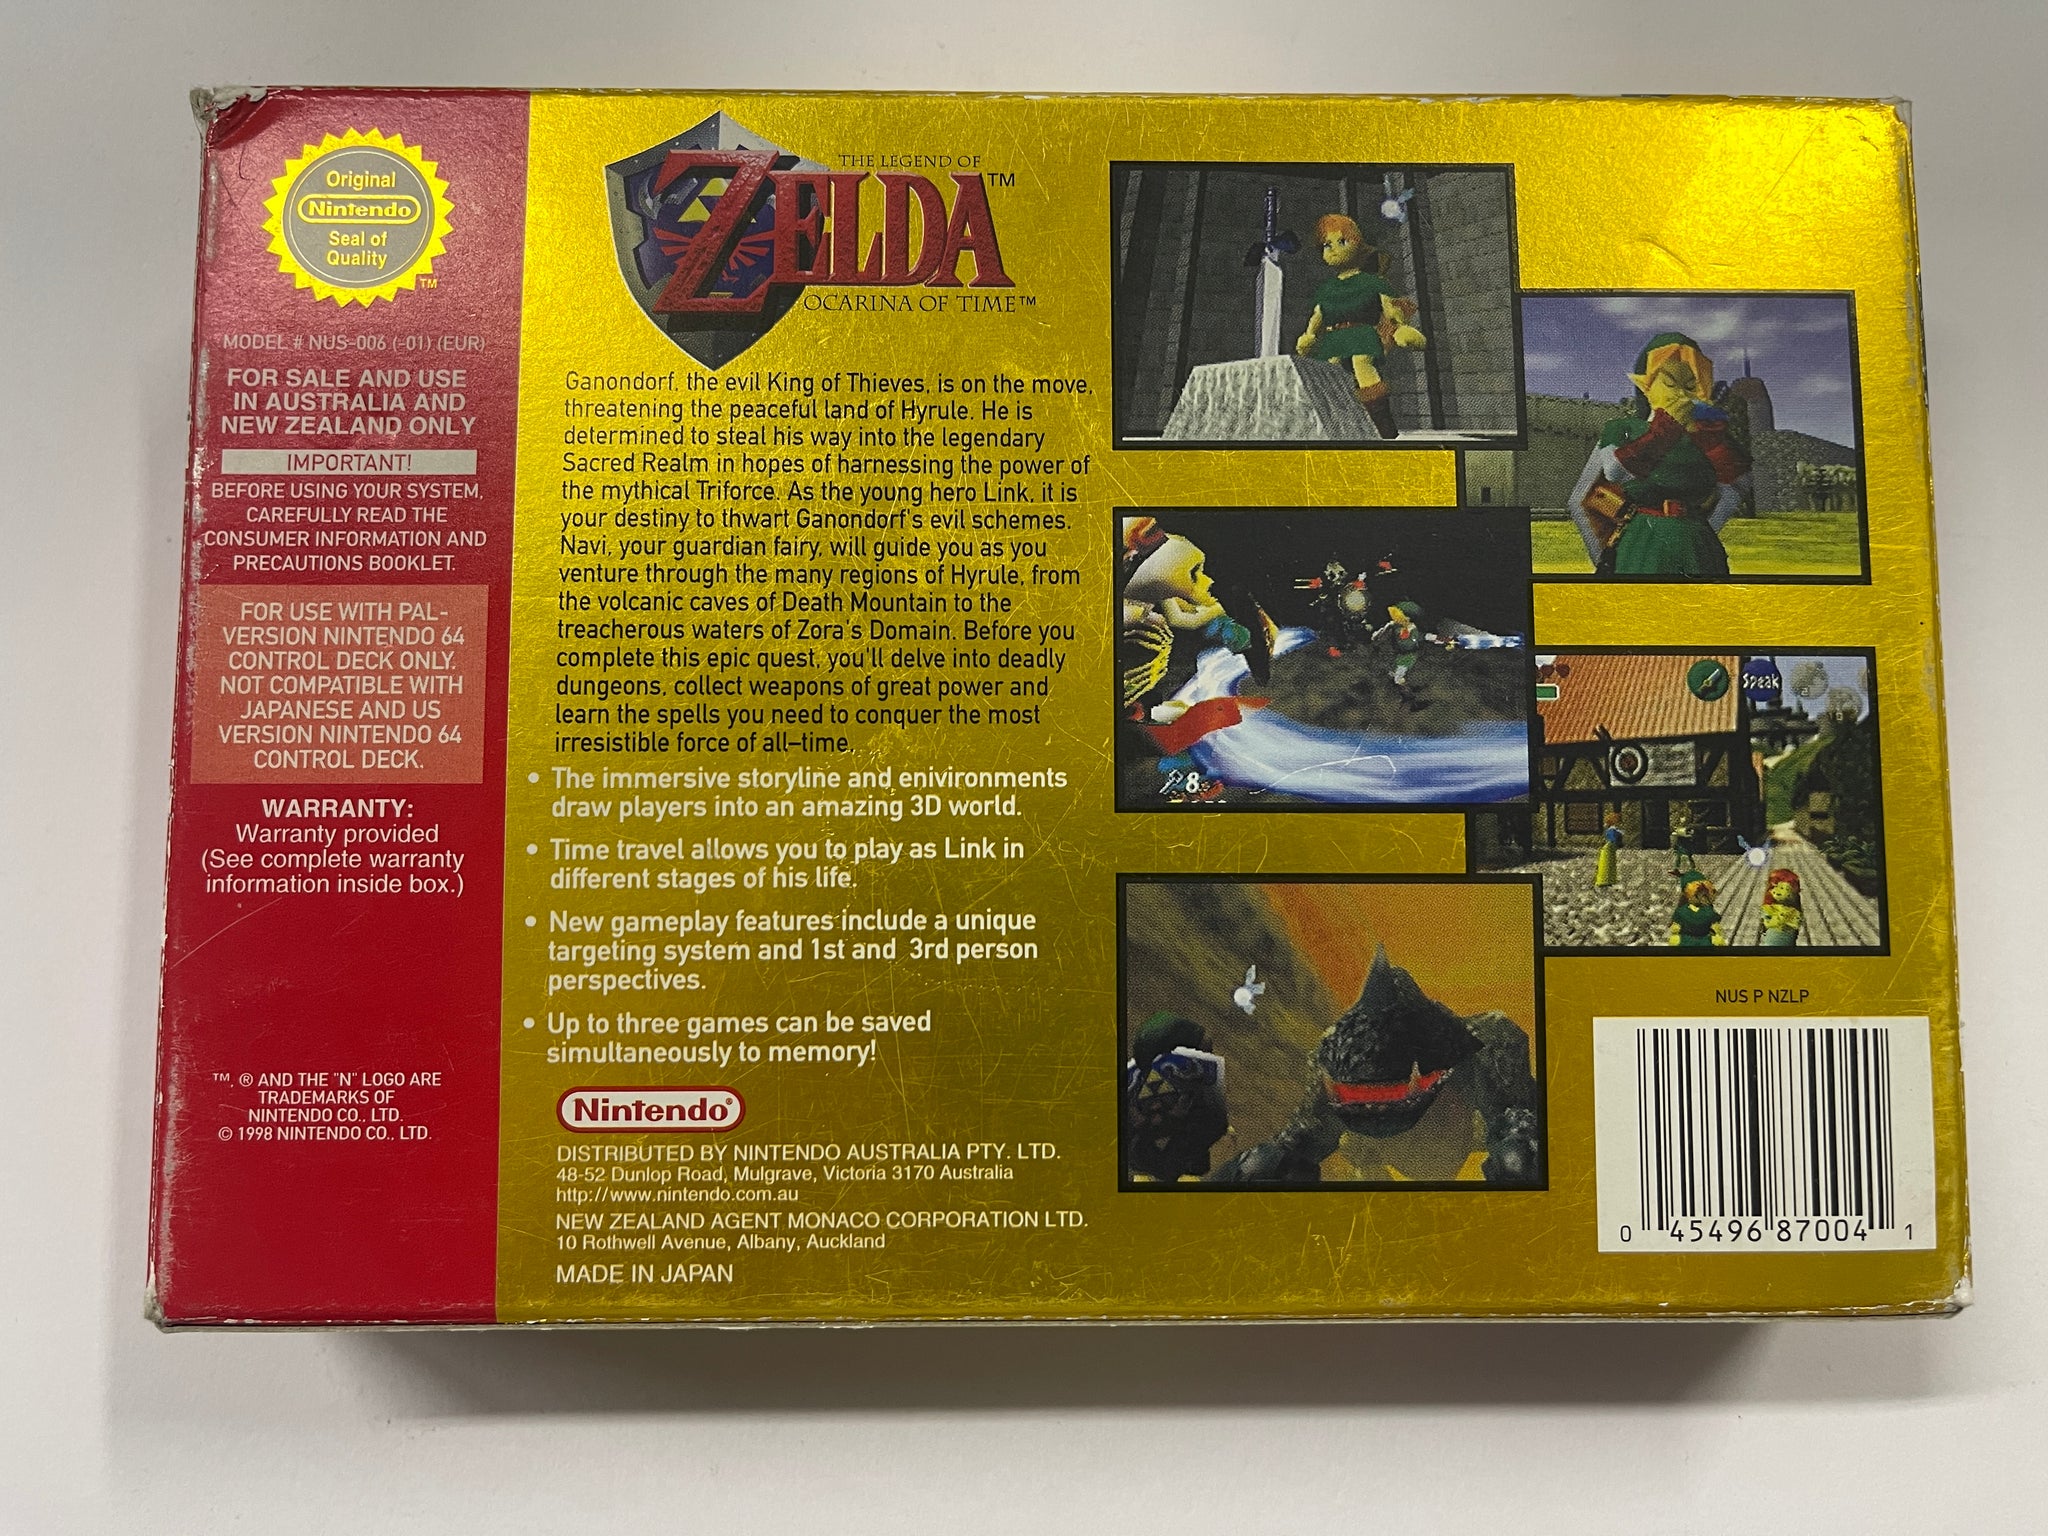 Original
Nintendo
Seal of
Quality
TM
MODEL # NUS-006 (-01) (EUR)
FOR SALE AND USE
IN AUSTRALIA AND
NEW ZEALAND ONLY
IMPORTANT!
BEFORE USING YOUR SYSTEM,
CAREFULLY READ THE
CONSUMER INFORMATION AND
PRECAUTIONS BOOKLET.
FOR USE WITH PAL-
VERSION NINTENDO 64
CONTROL DECK ONLY.
NOT COMPATIBLE WITH
JAPANESE AND US
VERSION NINTENDO 64
CONTROL DECK.
WARRANTY:
Warranty provided
(See complete warranty
information inside box.)
™, ® AND THE "N" LOGO ARE
TRADEMARKS OF
NINTENDO CO., LTD.
© 1998 NINTENDO CO., LTD.
THE LEGEND OF
ZELDA™
OCARINA OF TIME™
Ganondorf, the evil King of Thieves, is on the move,
threatening the peaceful land of Hyrule. He is
determined to steal his way into the legendary
Sacred Realm in hopes of harnessing the power of
the mythical Triforce. As the young hero Link, it is
your destiny to thwart Ganondorf's evil schemes.
Navi, your guardian fairy, will guide you as you
venture through the many regions of Hyrule, from
the volcanic caves of Death Mountain to the
treacherous waters of Zora's Domain. Before you
complete this epic quest, you'll delve into deadly
dungeons, collect weapons of great power and
learn the spells you need to conquer the most
irresistible force of all–time.
• The immersive storyline and enivironments
draw players into an amazing 3D world.
• Time travel allows you to play as Link in
different stages of his life.
• New gameplay features include a unique
targeting system and 1st and 3rd person
perspectives.
• Up to three games can be saved
simultaneously to memory!
Nintendo®
DISTRIBUTED BY NINTENDO AUSTRALIA PTY. LTD.
48-52 Dunlop Road, Mulgrave, Victoria 3170 Australia
http://www.nintendo.com.au
NEW ZEALAND AGENT MONACO CORPORATION LTD.
10 Rothwell Avenue, Albany, Auckland
MADE IN JAPAN
8
Speak
NUS P NZLP
0 45496 87004 1